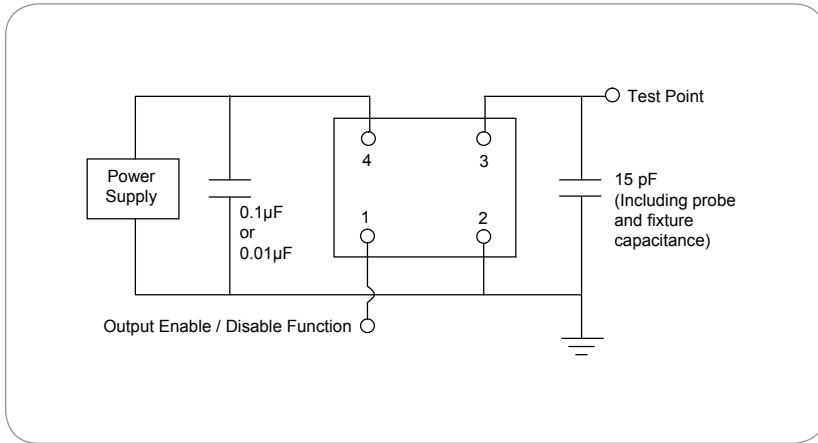 Test Point
4
3
Power
Supply
0.1µF
or
0.01µF
1
2
15 pF
(Including probe
and fixture
capacitance)
Output Enable / Disable Function